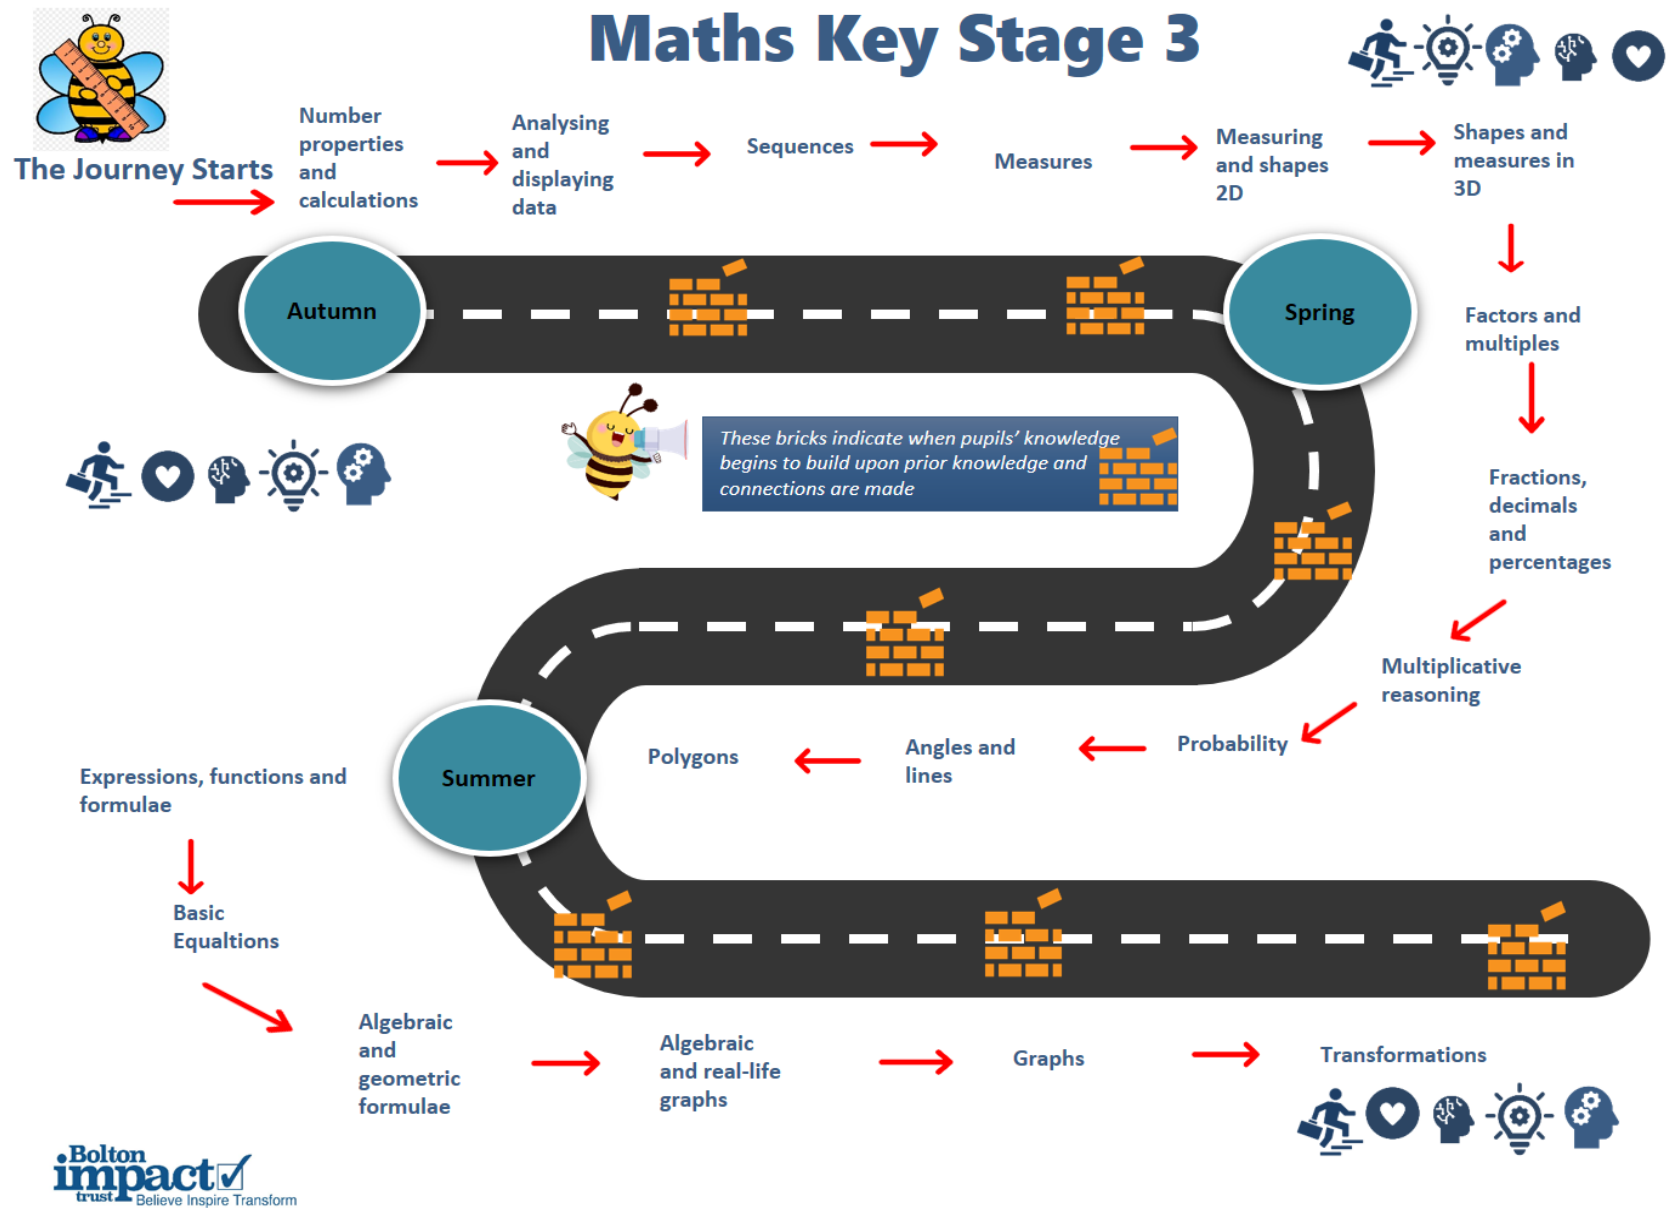 Maths Key Stage 3
The Journey Starts
Number
properties
and
calculations
Analysing
and
displaying
data
Sequences
Measures
Measuring
and shapes
2D
Shapes and
measures in
3D
Autumn
Spring
Factors and
multiples
These bricks indicate when pupils’ knowledge
begins to build upon prior knowledge and
connections are made
Fractions,
decimals
and
percentages
Multiplicative
reasoning
Probability
Angles and
lines
Polygons
Summer
Expressions, functions and
formulae
Basic
Equaltions
Algebraic
and
geometric
formulae
Algebraic
and real-life
graphs
Graphs
Transformations
Bolton
impact
trust
Believe Inspire Transform